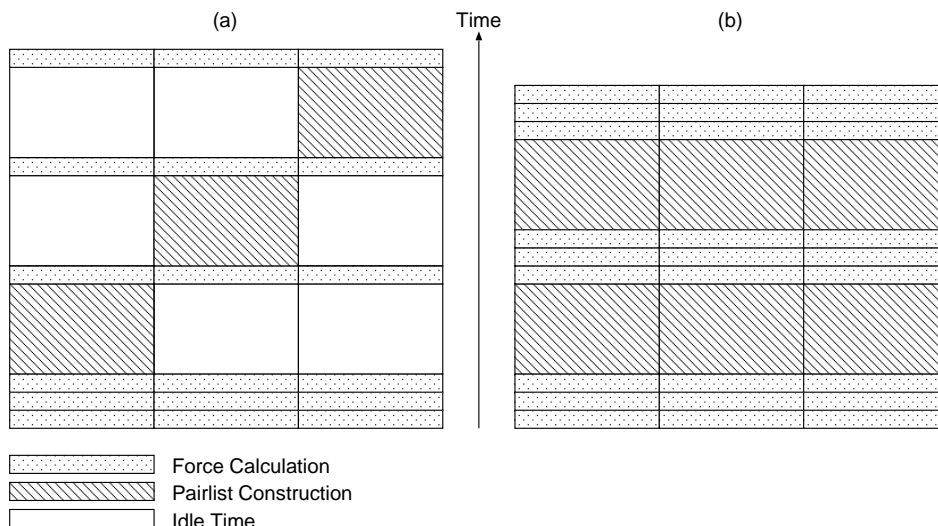 (a)
Time
(b)
Force Calculation
Pairlist Construction
Idle Time